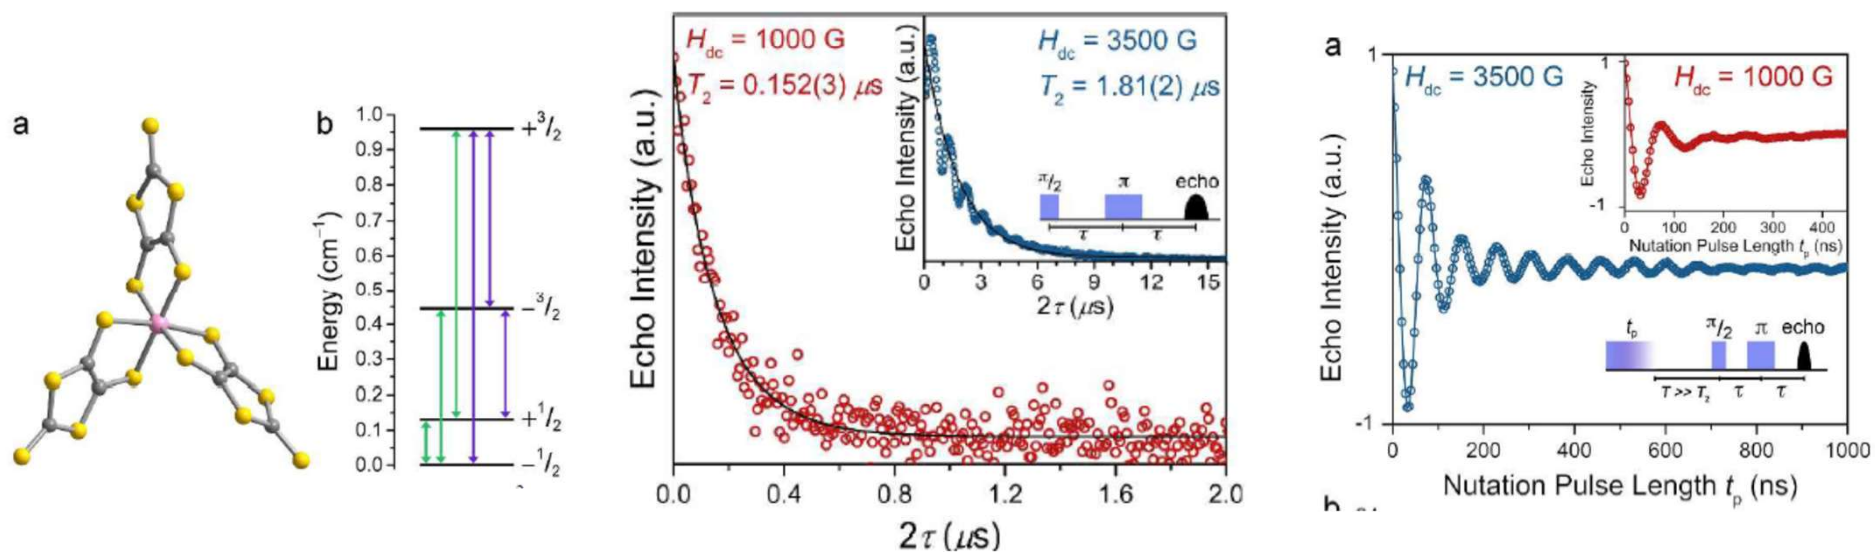 a
b
Energy (cm⁻¹)
1.0
0.9
0.8
0.7
0.6
0.5
0.4
0.3
0.2
0.1
0.0
+³/₂
−³/₂
+¹/₂
−¹/₂
Echo Intensity (a.u.)
H_dc = 1000 G
T₂ = 0.152(3) μs
0.0 0.4 0.8 1.2 1.6 2.0
2τ (μs)
Echo Intensity (a.u.)
H_dc = 3500 G
T₂ = 1.81(2) μs
π/2 π echo
τ τ
0 3 6 9 12 15
2τ (μs)
a
Echo Intensity (a.u.)
1
-1
H_dc = 3500 G
0 200 400 600 800 1000
Nutation Pulse Length t_p (ns)
Echo Intensity
1
-1
H_dc = 1000 G
0 100 200 300 400
Nutation Pulse Length t_p (ns)
t_p π/2 π echo
T >> T₂ τ τ
b